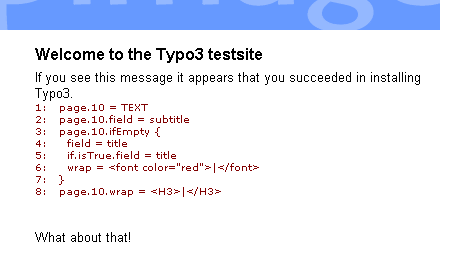 Welcome to the Typo3 testsite
If you see this message it appears that you succeeded in installing
Typo3.
1: page.10 = TEXT
2: page.10.field = subtitle
3: page.10.ifEmpty {
4: field = title
5: if.isTrue.field = title
6: wrap = <font color="red">|</font>
7: }
8: page.10.wrap = <H3>|</H3>
What about that!